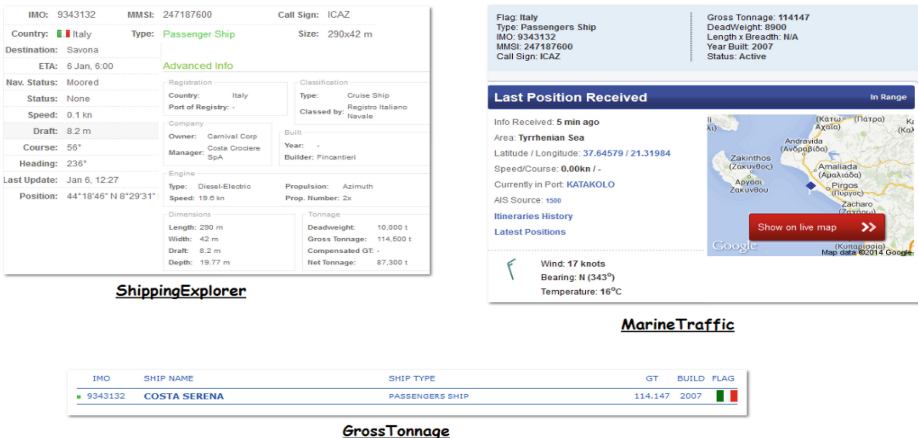 IMO: 9343132 MMSI: 247187600 Call Sign: ICAZ
Country: Italy Type: Passenger Ship Size: 290x42 m
Destination: Savona
ETA: 6 Jan, 6:00
Advanced Info
Nav. Status: Moored
Status: None
Speed: 0.1 kn
Draft: 8.2 m
Course: 56°
Heading: 236°
Last Update: Jan 6, 12:27
Position: 44°18'46" N 8°29'31"
Registration
Country: Italy
Port of Registry: -
Classification
Type: Cruise Ship
Classed by: Registro Italiano
Navale
Company
Owner: Carnival Corp
Manager: Costa Crociere
SpA
Built
Year: -
Builder: Fincantieri
Engine
Type: Diesel-Electric Propulsion: Azimuth
Speed: 19.6 kn Prop. Number: 2x
Dimensions
Length: 290 m
Width: 42 m
Draft: 8.2 m
Depth: 19.77 m
Tonnage
Deadweight: 10,000 t
Gross Tonnage: 114,500 t
Compensated GT: -
Net Tonnage: 87,300 t
ShippingExplorer
Flag: Italy
Type: Passengers Ship
IMO: 9343132
MMSI: 247187600
Call Sign: ICAZ
Gross Tonnage: 114147
DeadWeight: 8900
Length x Breadth: N/A
Year Built: 2007
Status: Active
Last Position Received In Range
Info Received: 5 min ago
Area: Tyrrhenian Sea
Latitude / Longitude: 37.64579 / 21.31984
Speed/Course: 0.00kn / -
Currently in Port: KATAKOLO
AIS Source: 1500
Itineraries History
Latest Positions
(Κάτω (Πάτρα)
Αχαΐα)
Andravida
(Ανδραβίδα)
Zakinthos
(Ζάκυνθος)
Amaliada
(Αμαλιάδα)
Αργάσι
Ζακύνθου
Pirgos
(Πύργος)
Zacharo
(Ζαχάρω)
Show on live map >>
(Κυπαρισσία)
Google
Map data ©2014 Google
Wind: 17 knots
Bearing: N (343°)
Temperature: 16°C
MarineTraffic
IMO SHIP NAME SHIP TYPE GT BUILD FLAG
9343132 COSTA SERENA PASSENGERS SHIP 114.147 2007
GrossTonnage